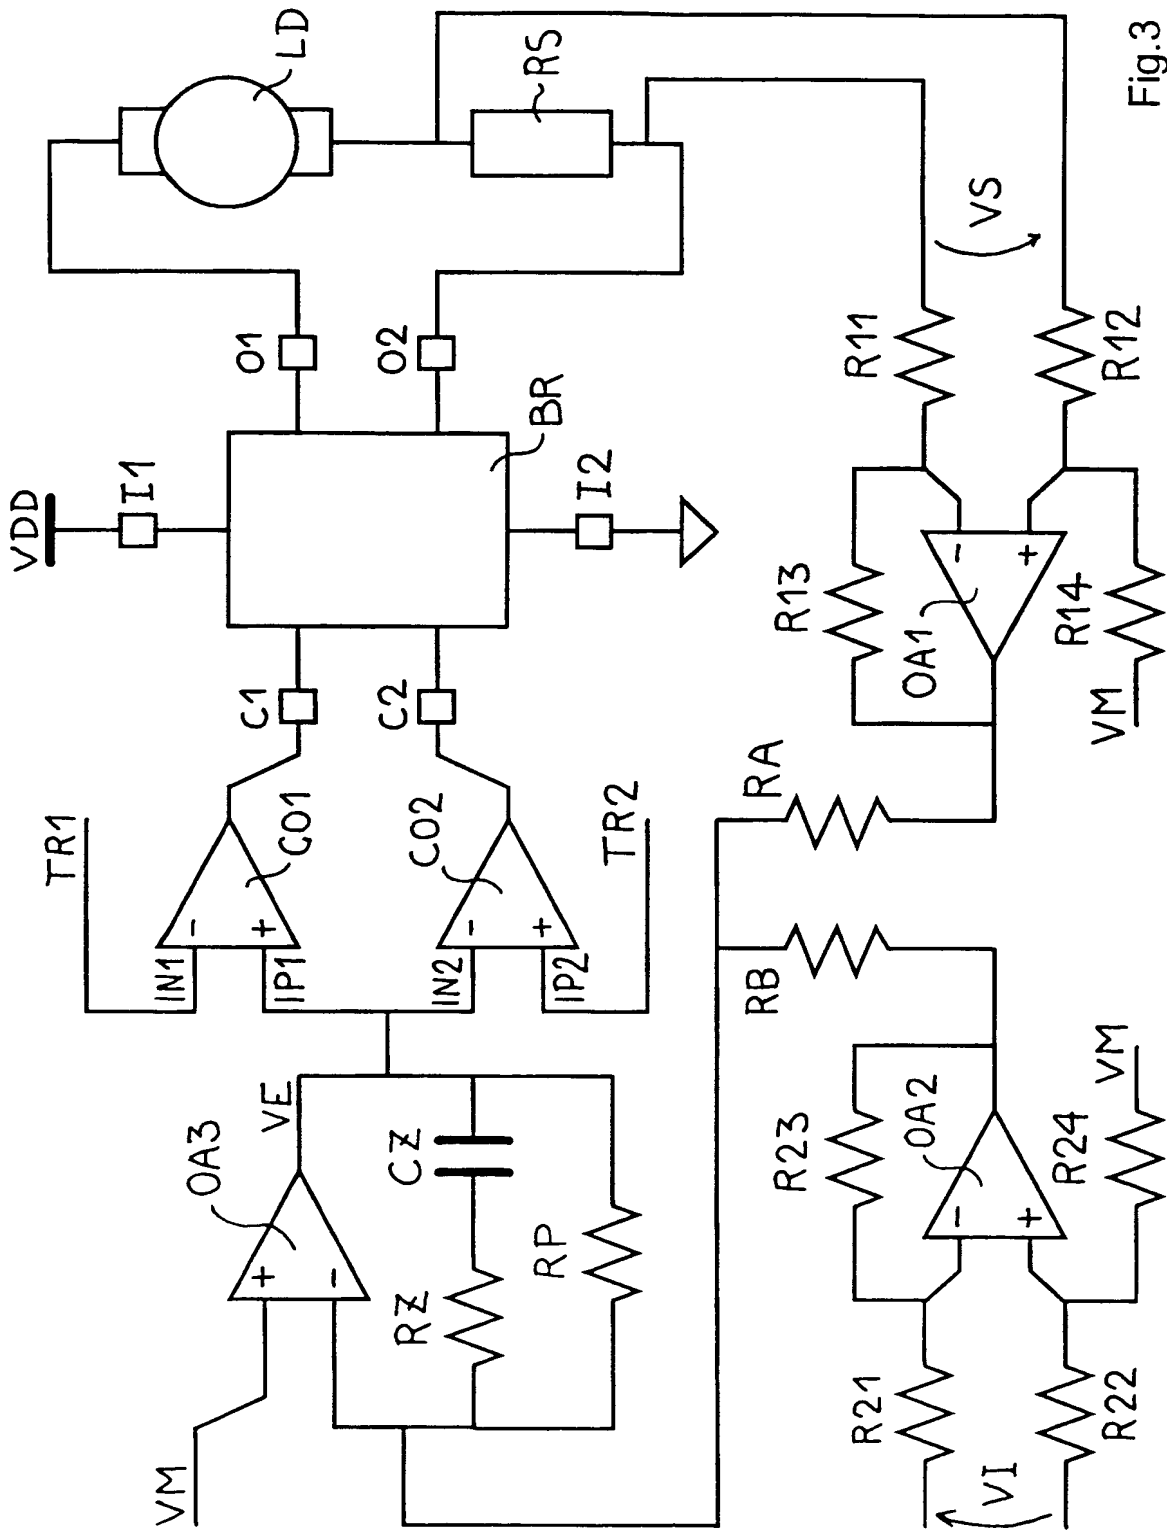 VDD
I1
O1
LD
TR1
C1
IN1
-
+
CO1
IP1
OA3
VE
+
-
VM
C2
O2
BR
RS
IN2
-
+
CO2
IP2
TR2
I2
CZ
RZ
RP
RB
RA
R23
OA2
-
+
R21
R22
R24
VM
VI
R13
OA1
-
+
R11
R12
R14
VM
VS
Fig.3